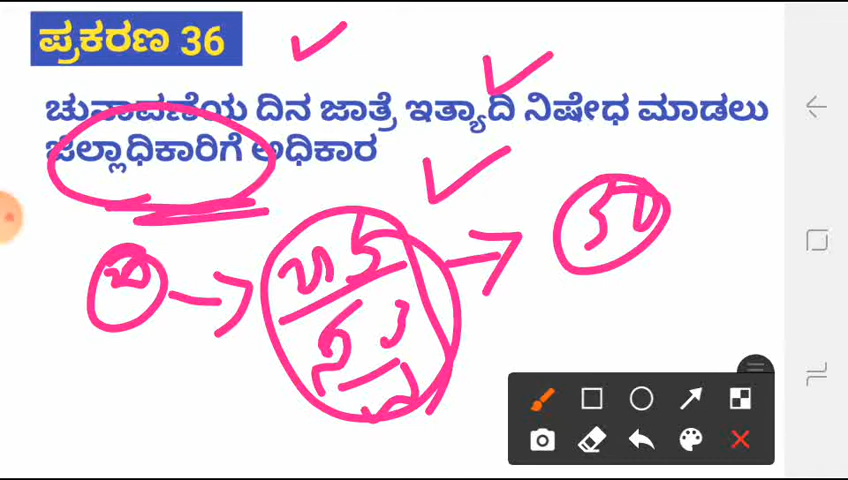 ಪ್ರಕರಣ 36
ಚುನಾವಣೆಯ ದಿನ ಜಾತ್ರೆ ಇತ್ಯಾದಿ ನಿಷೇಧ ಮಾಡಲು
ಜಿಲ್ಲಾಧಿಕಾರಿಗೆ ಅಧಿಕಾರ